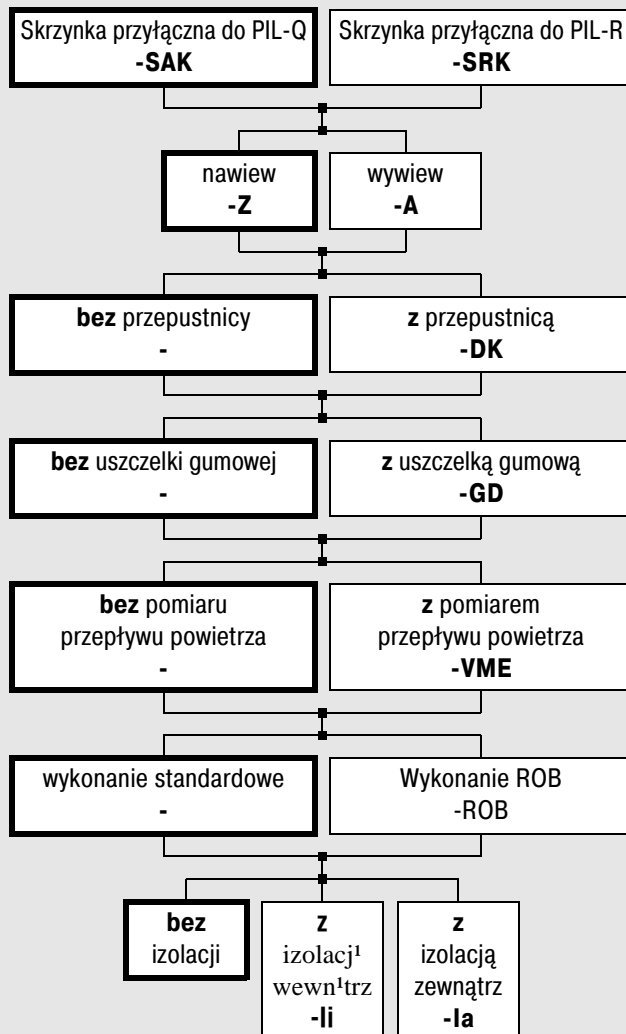 Skrzynka przyłączna do PIL-Q
-SAK
Skrzynka przyłączna do PIL-R
-SRK
nawiew
-Z
wywiew
-A
bez przepustnicy
-
z przepustnicą
-DK
bez uszczelki gumowej
-
z uszczelką gumową
-GD
bez pomiaru
przepływu powietrza
-
z pomiarem
przepływu powietrza
-VME
wykonanie standardowe
-
Wykonanie ROB
-ROB
bez
izolacji
z
izolacj¹
wewn¹trz
-li
z
izolacją
zewnątrz
-la